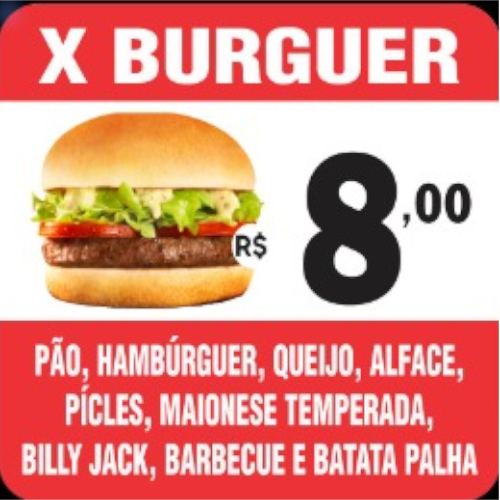 X BURGUER
R$ 8,00
PÃO, HAMBÚRGUER, QUEIJO, ALFACE,
PÍCLES, MAIONESE TEMPERADA,
BILLY JACK, BARBECUE E BATATA PALHA